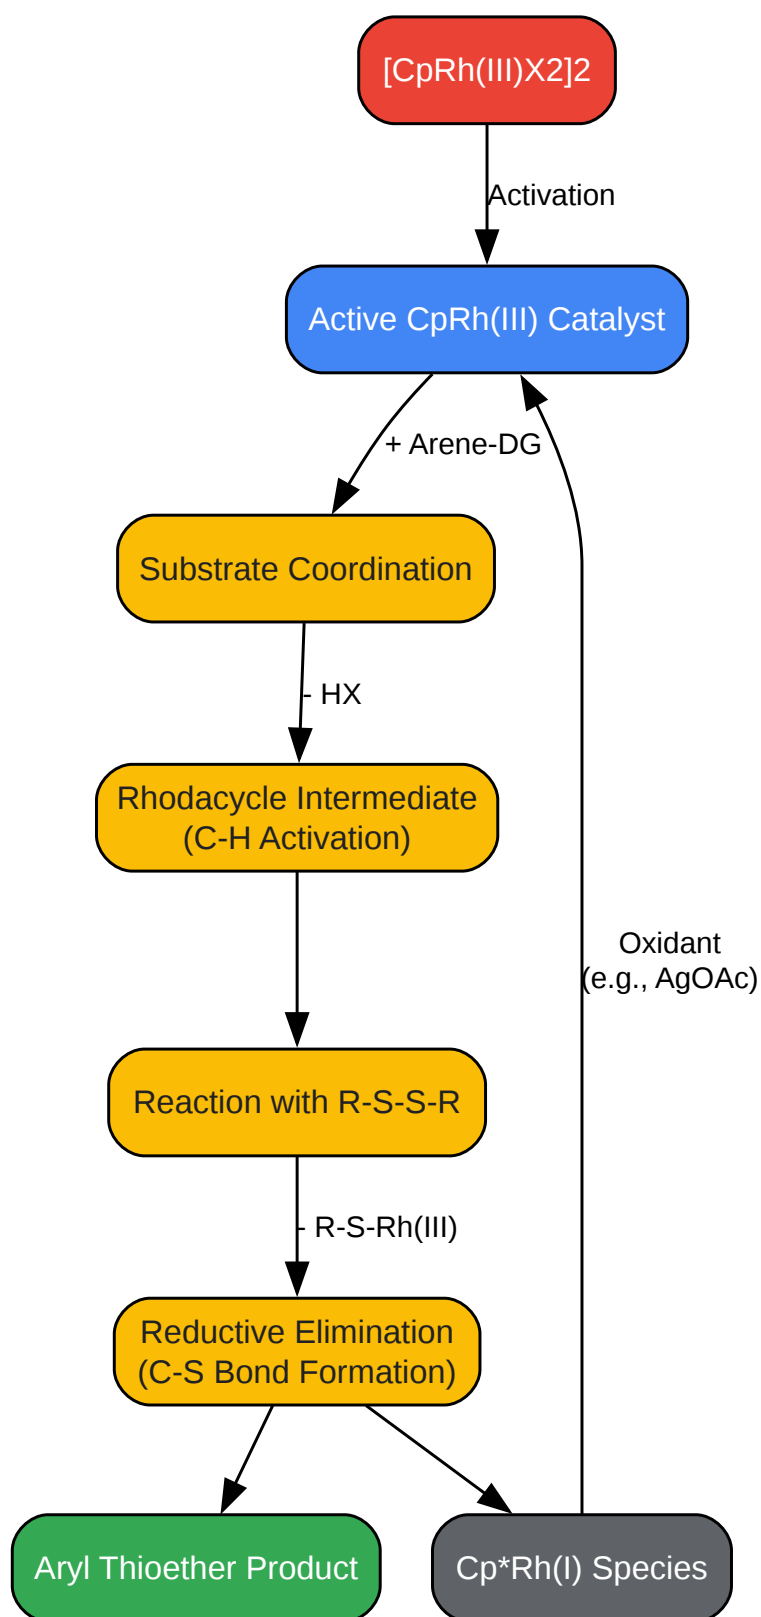 [CpRh(III)X2]2
Activation
Active CpRh(III) Catalyst
+ Arene-DG
Substrate Coordination
- HX
Rhodacycle Intermediate
(C-H Activation)
Oxidant
(e.g., AgOAc)
Reaction with R-S-S-R
- R-S-Rh(III)
Reductive Elimination
(C-S Bond Formation)
Aryl Thioether Product
Cp*Rh(I) Species